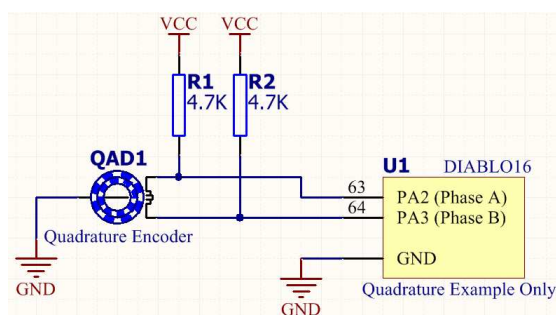 VCC VCC
R1 R2
4.7K 4.7K
QAD1
U1 DIABLO16
63 PA2 (Phase A)
64 PA3 (Phase B)
Quadrature Encoder
GND
GND
GND
Quadrature Example Only